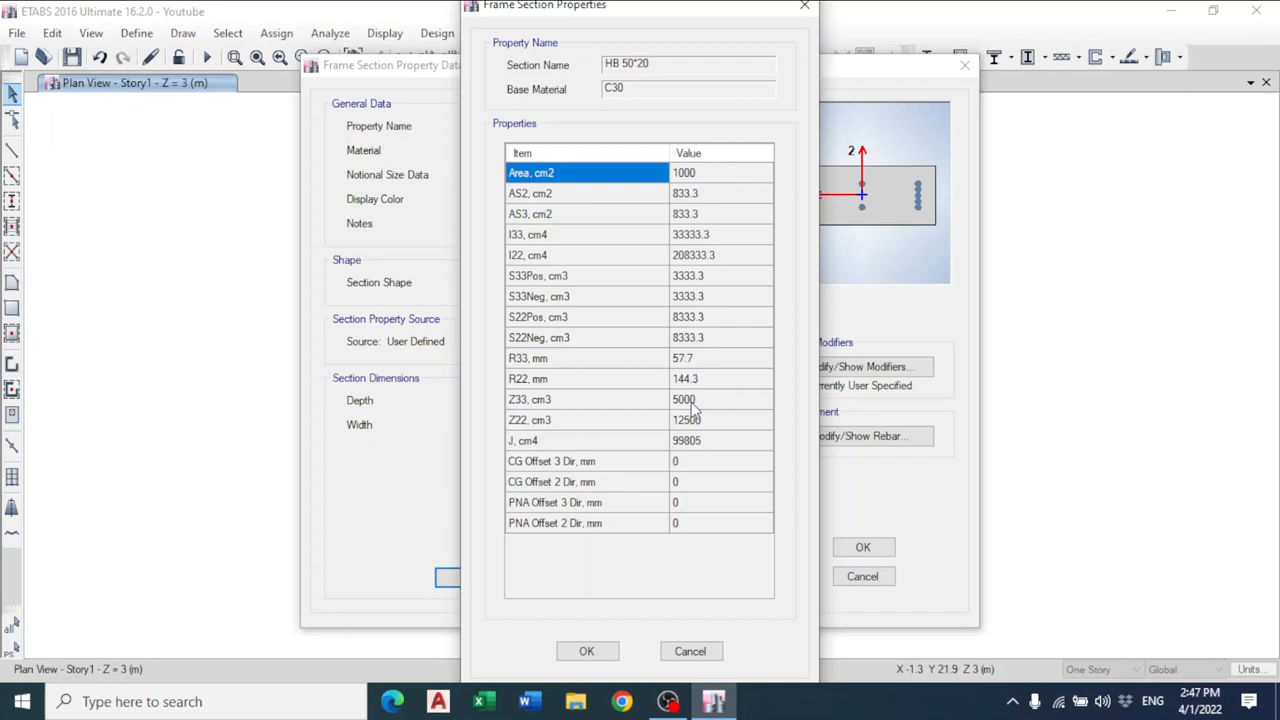 ETABS 2016 Ultimate 16.2.0 - Youtube
Frame Section Properties
File Edit View Define Draw Select Assign Analyze Display Design
Plan View - Story1 - Z = 3 (m)
Frame Section Property Data
General Data
Property Name
Material
Notional Size Data
Display Color
Notes
Shape
Section Shape
Section Property Source
Source: User Defined
Section Dimensions
Depth
Width
Property Name
Section Name HB 50*20
Base Material C30
Properties
Item Value
Area, cm2 1000
AS2, cm2 833.3
AS3, cm2 833.3
I33, cm4 33333.3
I22, cm4 208333.3
S33Pos, cm3 3333.3
S33Neg, cm3 3333.3
S22Pos, cm3 8333.3
S22Neg, cm3 8333.3
R33, mm 57.7
R22, mm 144.3
Z33, cm3 5000
Z22, cm3 12500
J, cm4 99805
CG Offset 3 Dir, mm 0
CG Offset 2 Dir, mm 0
PNA Offset 3 Dir, mm 0
PNA Offset 2 Dir, mm 0
OK Cancel
2
Modifiers
dify/Show Modifiers...
rrently User Specified
ment
odify/Show Rebar...
OK
Cancel
all
PS
Plan View - Story1 - Z = 3 (m) X -1.3 Y 21.9 Z 3 (m) One Story Global Units...
Type here to search
ENG
2:47 PM
4/1/2022